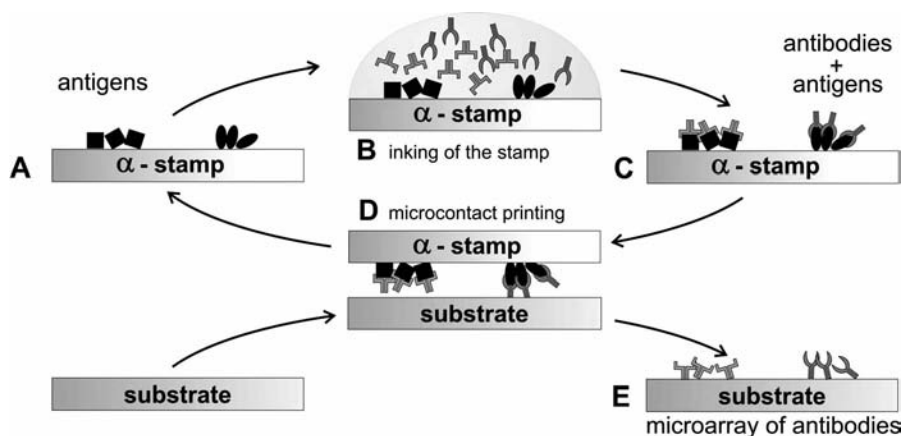 antigens
A
α - stamp
α - stamp
B inking of the stamp
antibodies
+
antigens
C
α - stamp
D microcontact printing
α - stamp
substrate
substrate
E
substrate
microarray of antibodies